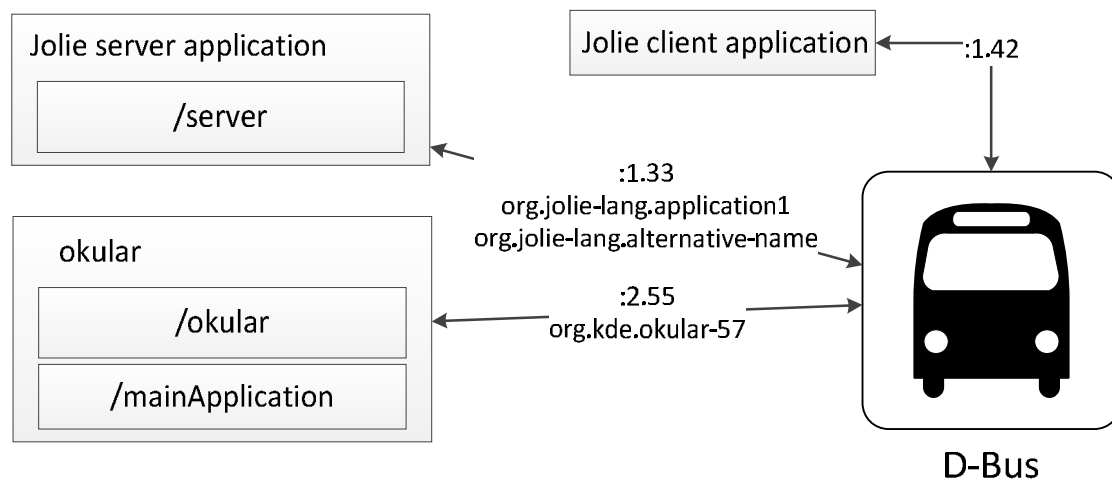 Jolie server application
/server
Jolie client application
:1.42
:1.33
org.jolie-lang.application1
org.jolie-lang.alternative-name
okular
/okular
/mainApplication
:2.55
org.kde.okular-57
D-Bus